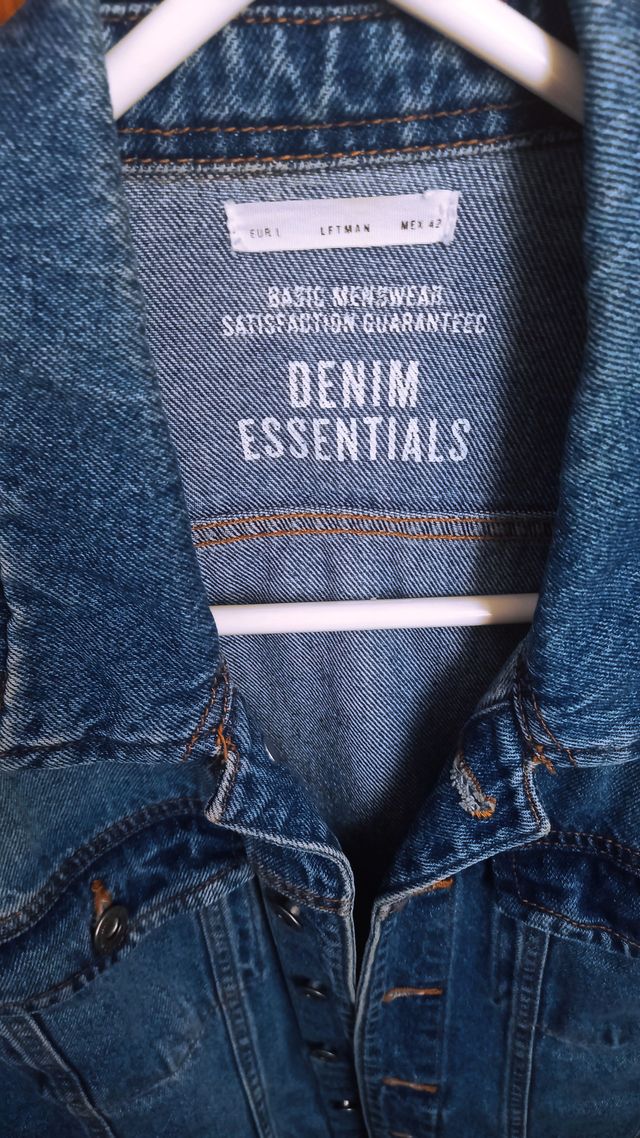 EUR L LFTMAN MEX 42
BASIC MENSWEAR
SATISFACTION GUARANTEED
DENIM
ESSENTIALS